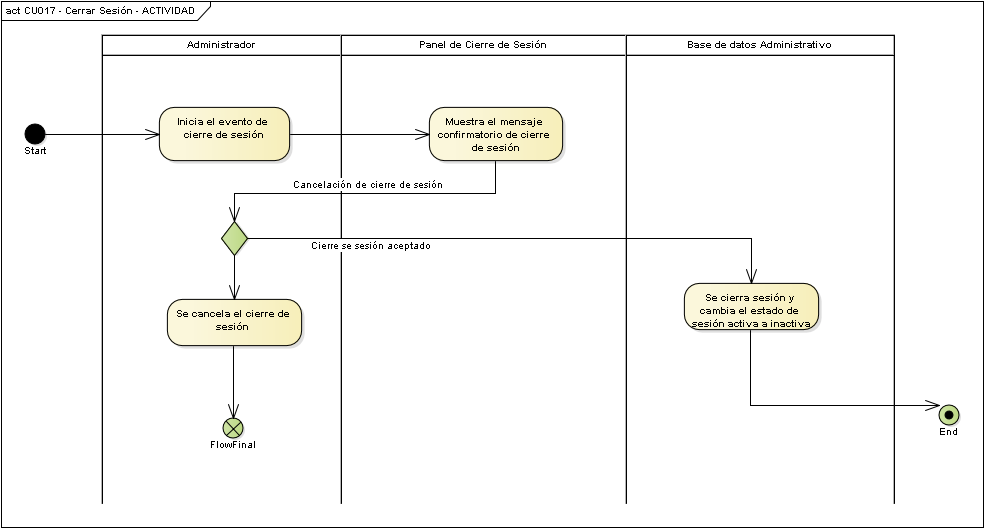 act CU017 - Cerrar Sesión - ACTIVIDAD
Administrador
Panel de Cierre de Sesión
Base de datos Administrativo
Inicia el evento de
cierre de sesión
Muestra el mensaje
confirmatorio de cierre
de sesión
Start
Cancelación de cierre de sesión
Cierre se sesión aceptado
Se cancela el cierre de
sesión
Se cierra sesión y
cambia el estado de
sesión activa a inactiva
FlowFinal
End